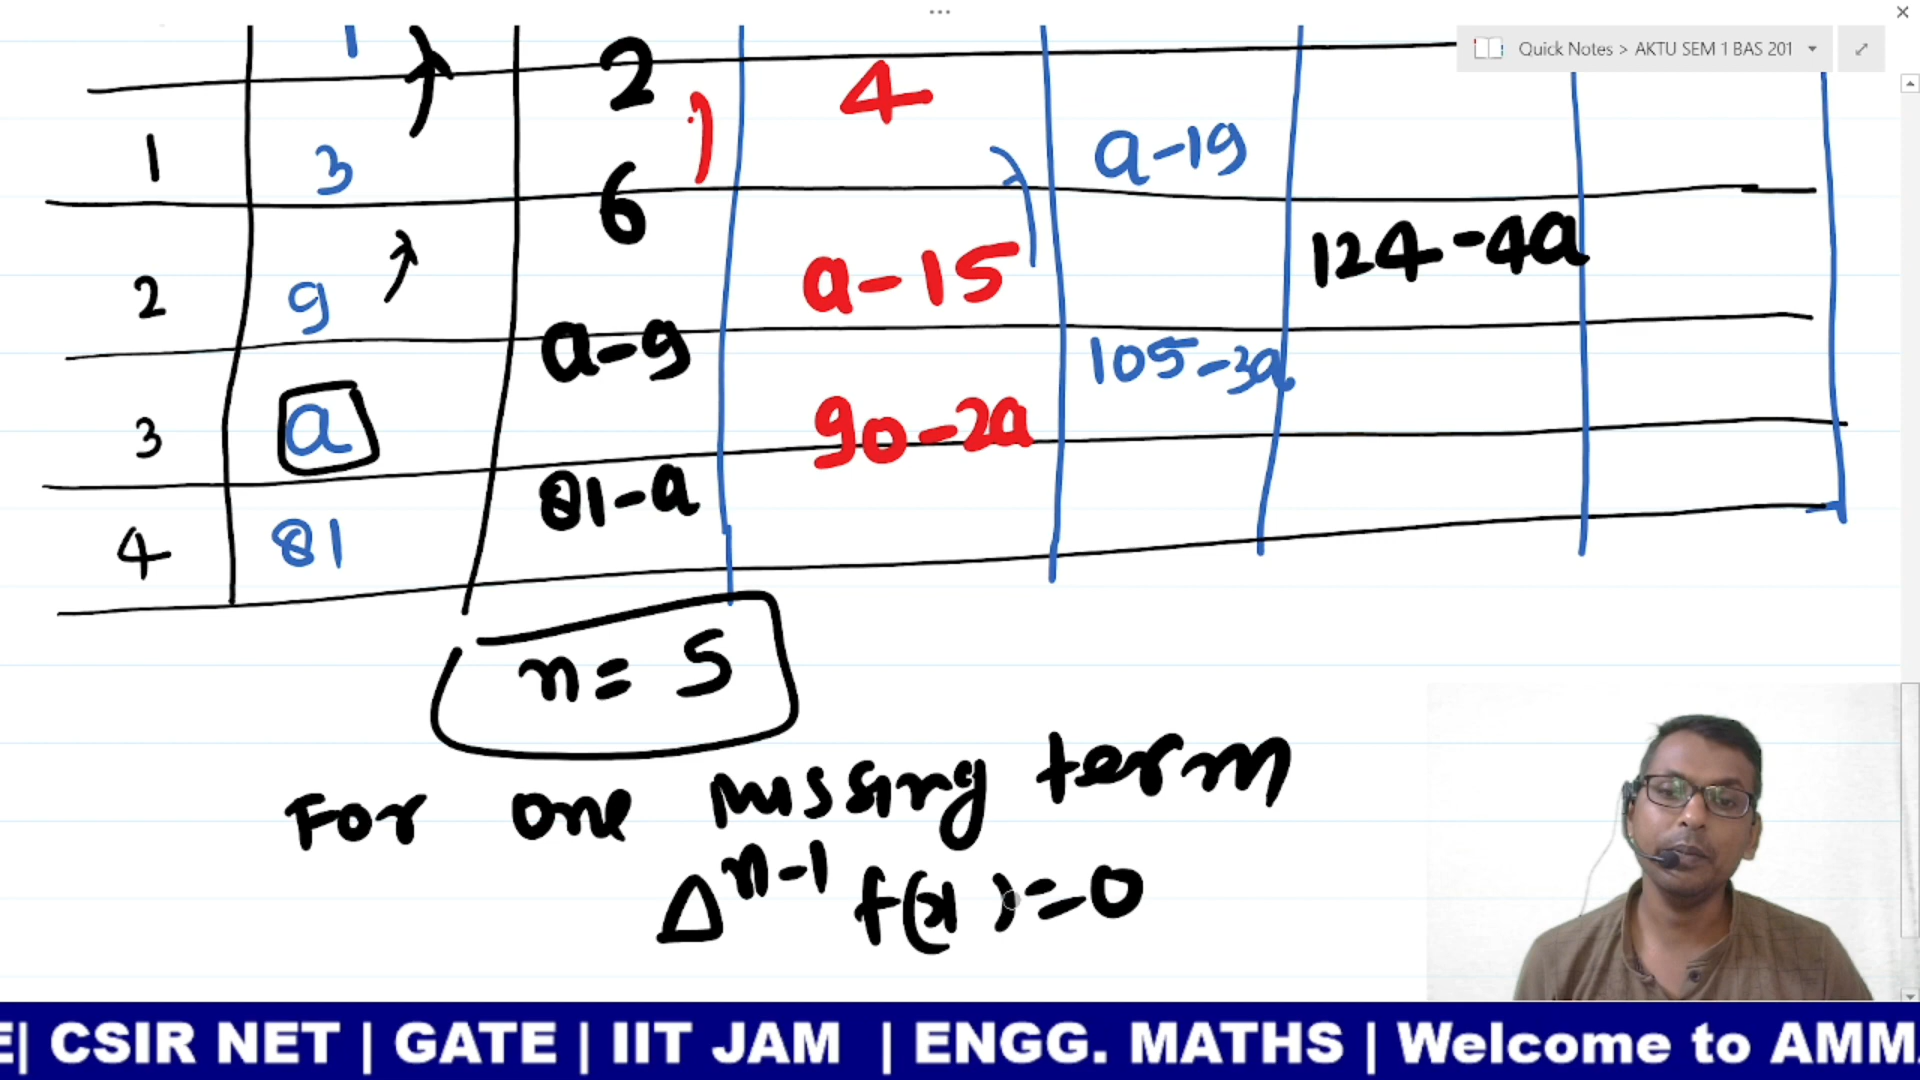 ...
Quick Notes > AKTU SEM 1 BAS 201
1
2
4
1 3
a-19
6
124-4a
2 9
a-15
a-9
105-3a
3 a
90-2a
81-a
4 81
n = 5
For one missing term
Δⁿ⁻¹ f(x) = 0
E| CSIR NET | GATE | IIT JAM | ENGG. MATHS | Welcome to AMM